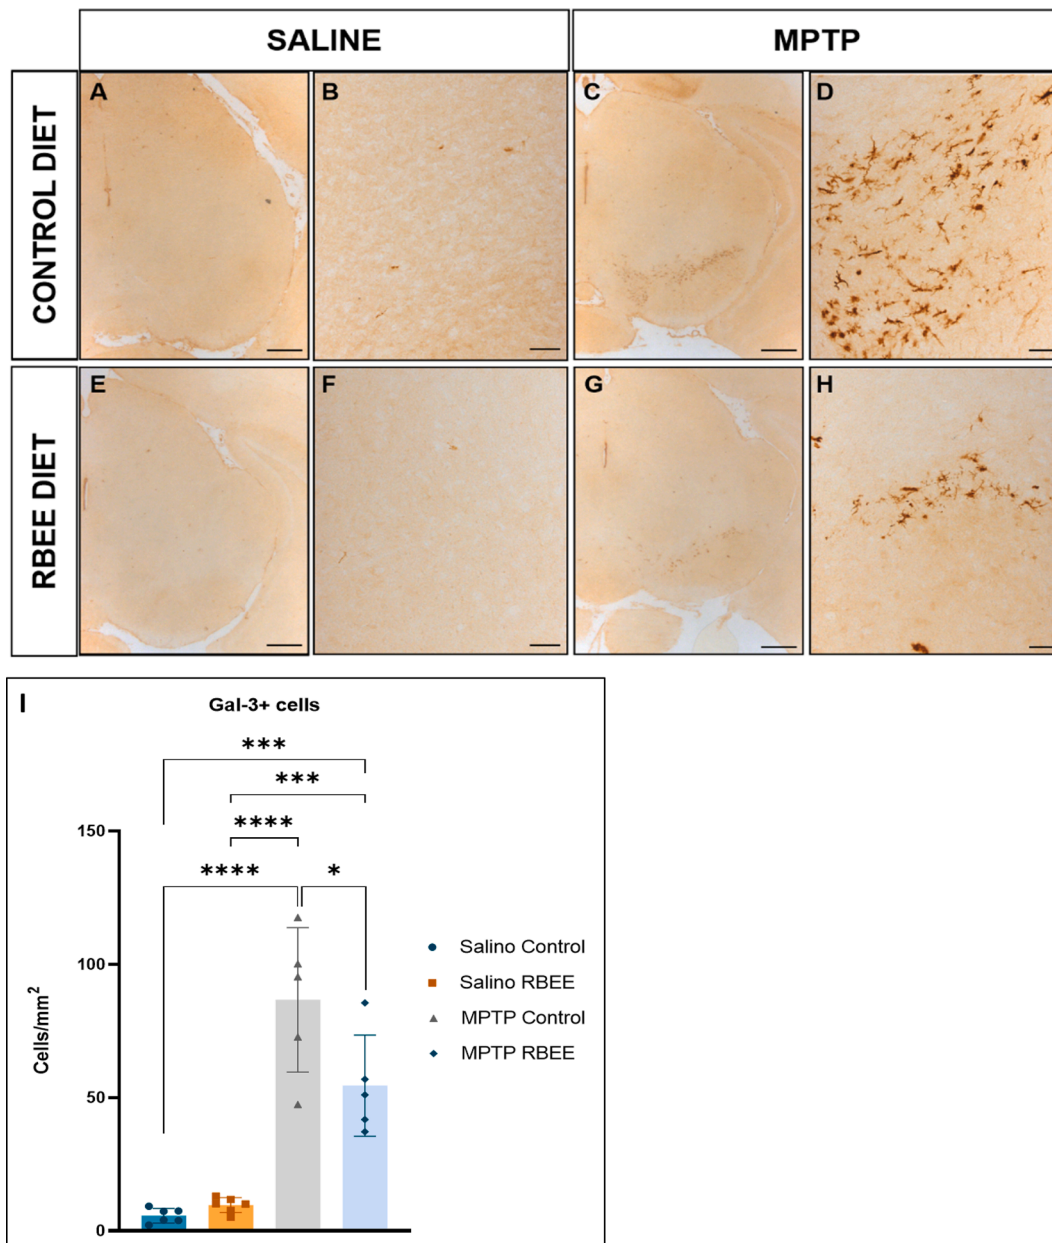 SALINE
MPTP
CONTROL DIET
A
B
C
D
RBEE DIET
E
F
G
H
I
Gal-3+ cells
***
***
****
****
*
150
100
50
0
Cells/mm²
Salino Control
Salino RBEE
MPTP Control
MPTP RBEE